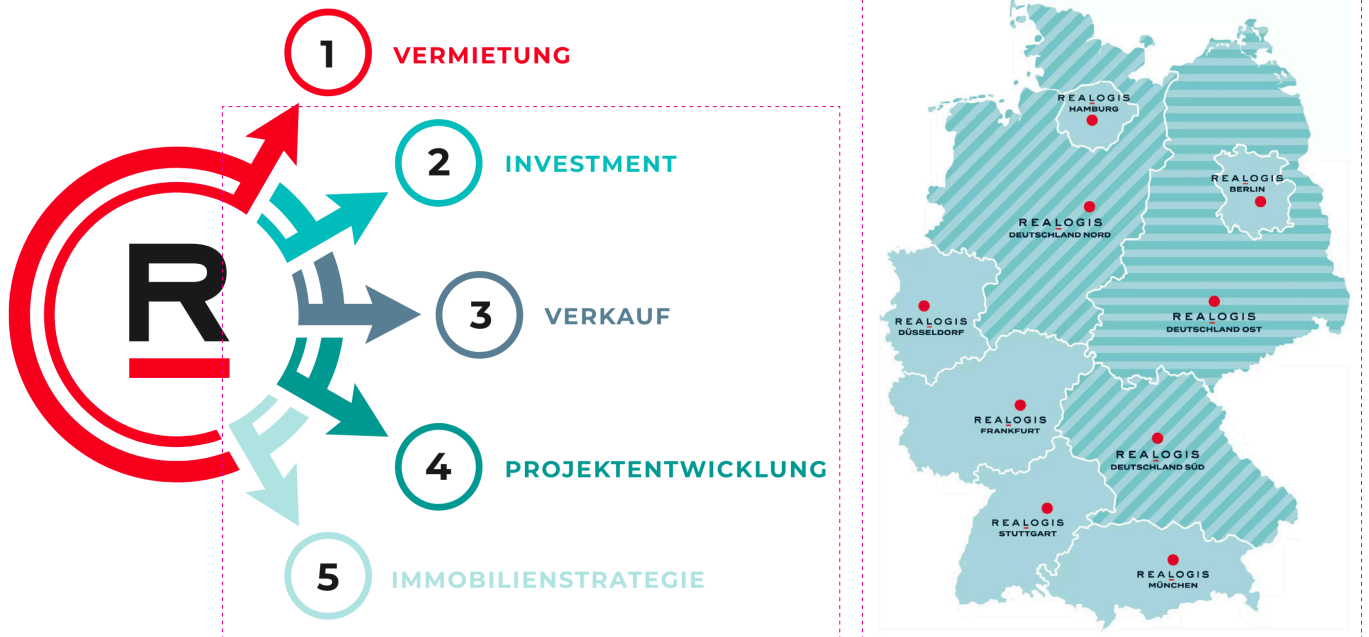 1
VERMIETUNG
2
INVESTMENT
R
3
VERKAUF
4
PROJEKTENTWICKLUNG
5
IMMOBILIENSTRATEGIE
REALOGIS
HAMBURG
REALOGIS
BERLIN
REALOGIS
DEUTSCHLAND NORD
REALOGIS
DÜSSELDORF
REALOGIS
DEUTSCHLAND OST
REALOGIS
FRANKFURT
REALOGIS
DEUTSCHLAND SÜD
REALOGIS
STUTTGART
REALOGIS
MÜNCHEN